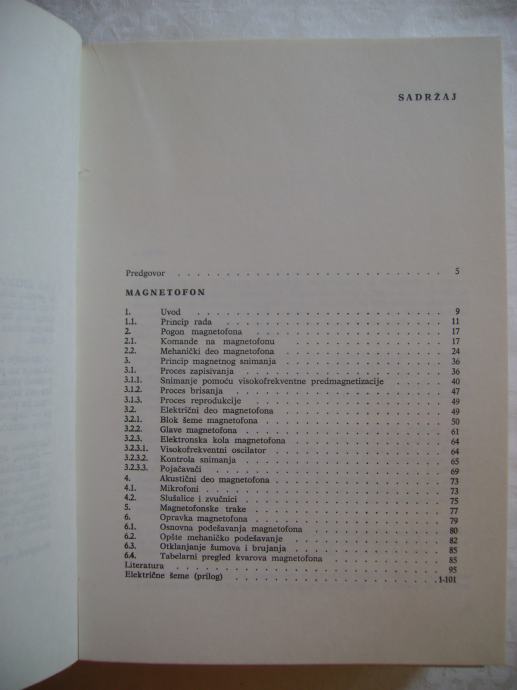 SADRŽAJ
Predgovor . . . . . . . . . . . . . . . . . . . . . . . . 5
MAGNETOFON
1. Uvod . . . . . . . . . . . . . . . . . . . . . . . . 9
1.1. Princip rada . . . . . . . . . . . . . . . . . . . . 11
2. Pogon magnetofona . . . . . . . . . . . . . . . . . 17
2.1. Komande na magnetofonu . . . . . . . . . . . . . . 17
2.2. Mehanički deo magnetofona . . . . . . . . . . . . . 24
3. Princip magnetnog snimanja . . . . . . . . . . . . . 36
3.1. Proces zapisivanja . . . . . . . . . . . . . . . . . 36
3.1.1. Snimanje pomoću visokofrekventne predmagnetizacije . . . . . 40
3.1.2. Proces brisanja . . . . . . . . . . . . . . . . . . 47
3.1.3. Proces reprodukcije . . . . . . . . . . . . . . . . 49
3.2. Električni deo magnetofona . . . . . . . . . . . . . 49
3.2.1. Blok šeme magnetofona . . . . . . . . . . . . . . 50
3.2.2. Glave magnetofona . . . . . . . . . . . . . . . . 61
3.2.3. Elektronska kola magnetofona . . . . . . . . . . . . 64
3.2.3.1. Visokofrekventni oscilator . . . . . . . . . . . . . 64
3.2.3.2. Kontrola snimanja . . . . . . . . . . . . . . . . 65
3.2.3.3. Pojačavači . . . . . . . . . . . . . . . . . . . 69
4. Akustični deo magnetofona . . . . . . . . . . . . . 73
4.1. Mikrofoni . . . . . . . . . . . . . . . . . . . . 73
4.2. Slušalice i zvučnici . . . . . . . . . . . . . . . . 75
5. Magnetofonske trake . . . . . . . . . . . . . . . . 77
6. Opravka magnetofona . . . . . . . . . . . . . . . 79
6.1. Osnovna podešavanja magnetofona . . . . . . . . . . 80
6.2. Opšte mehaničko podešavanje . . . . . . . . . . . . 82
6.3. Otklanjanje šumova i brujanja . . . . . . . . . . . . 85
6.4. Tabelarni pregled kvarova magnetofona . . . . . . . . 85
Literatura . . . . . . . . . . . . . . . . . . . . . . . 95
Električne šeme (prilog) . . . . . . . . . . . . . . . . . 1-101